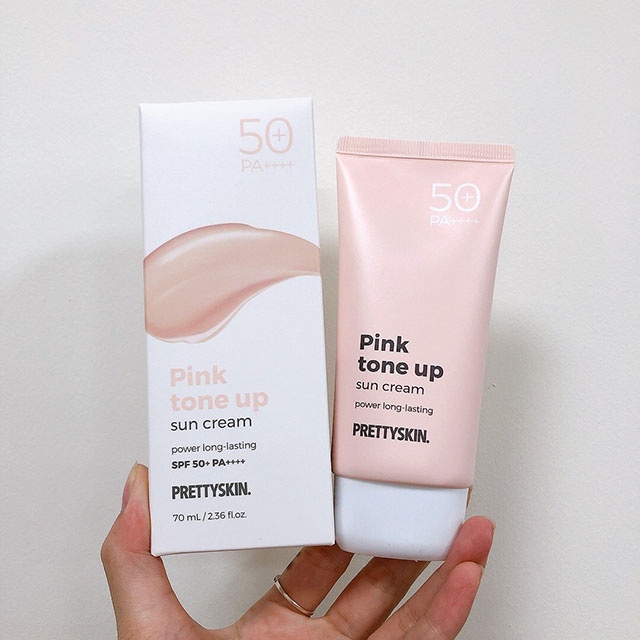 50+
PA++++
Pink
tone up
sun cream
power long-lasting
SPF 50+ PA++++
PRETTYSKIN.
70 mL / 2.36 fl.oz.
50+
PA++++
Pink
tone up
sun cream
power long-lasting
PRETTYSKIN.